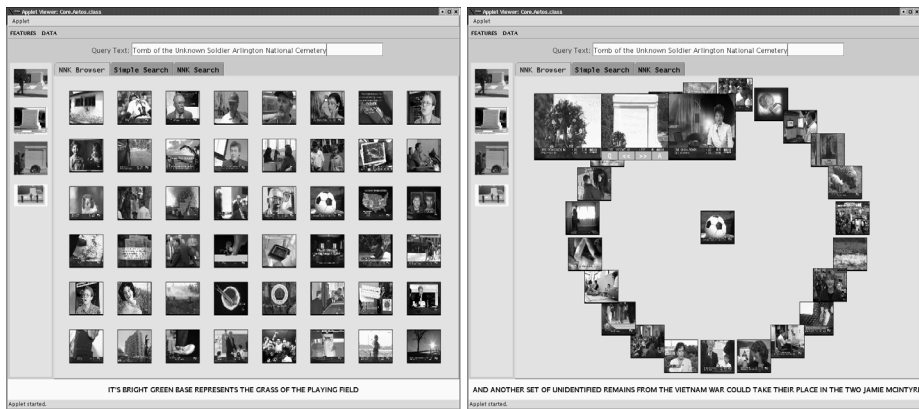 Applet Viewer: Core.Aetos.class
Applet
FEATURES DATA
Query Text: Tomb of the Unknown Soldier Arlington National Cemetery
NNK Browser Simple Search NNK Search
IT'S BRIGHT GREEN BASE REPRESENTS THE GRASS OF THE PLAYING FIELD
Applet started.
Applet Viewer: Core.Aetos.class
Applet
FEATURES DATA
Query Text: Tomb of the Unknown Soldier Arlington National Cemetery
NNK Browser Simple Search NNK Search
Q << >> A
AND ANOTHER SET OF UNIDENTIFIED REMAINS FROM THE VIETNAM WAR COULD TAKE THEIR PLACE IN THE TWO JAMIE MCINTYR
Applet started.